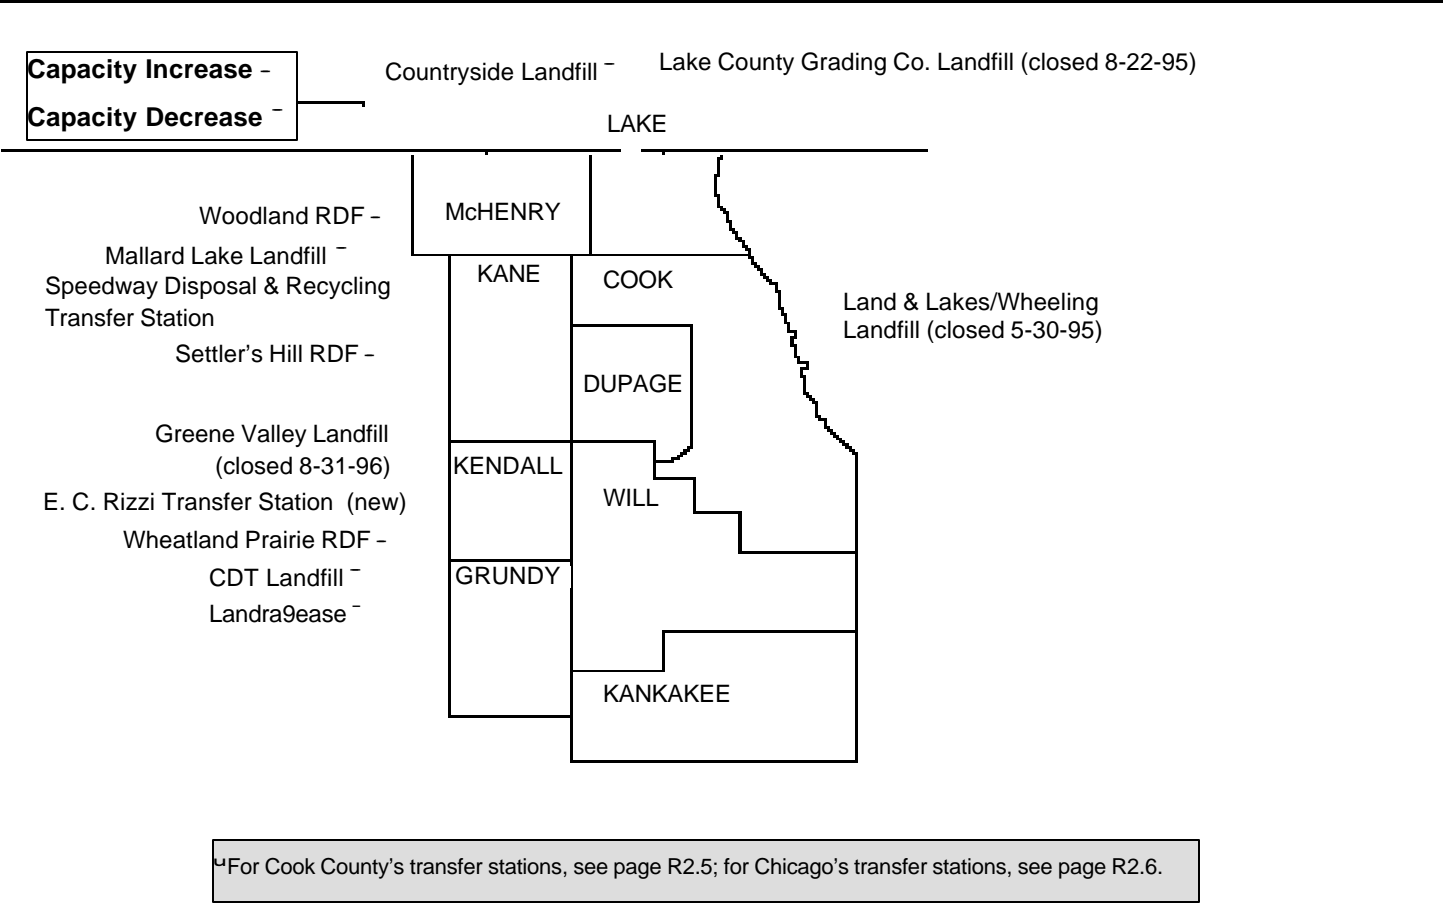 Capacity Increase -
Capacity Decrease ¯
Countryside Landfill ¯
Lake County Grading Co. Landfill (closed 8-22-95)
LAKE
Woodland RDF -
McHENRY
Mallard Lake Landfill ¯
Speedway Disposal & Recycling
Transfer Station
KANE
COOK
Land & Lakes/Wheeling
Landfill (closed 5-30-95)
Settler's Hill RDF -
DUPAGE
Greene Valley Landfill
(closed 8-31-96)
KENDALL
E. C. Rizzi Transfer Station (new)
WILL
Wheatland Prairie RDF -
CDT Landfill ¯
GRUNDY
Landra9ease ¯
KANKAKEE
For Cook County's transfer stations, see page R2.5; for Chicago's transfer stations, see page R2.6.